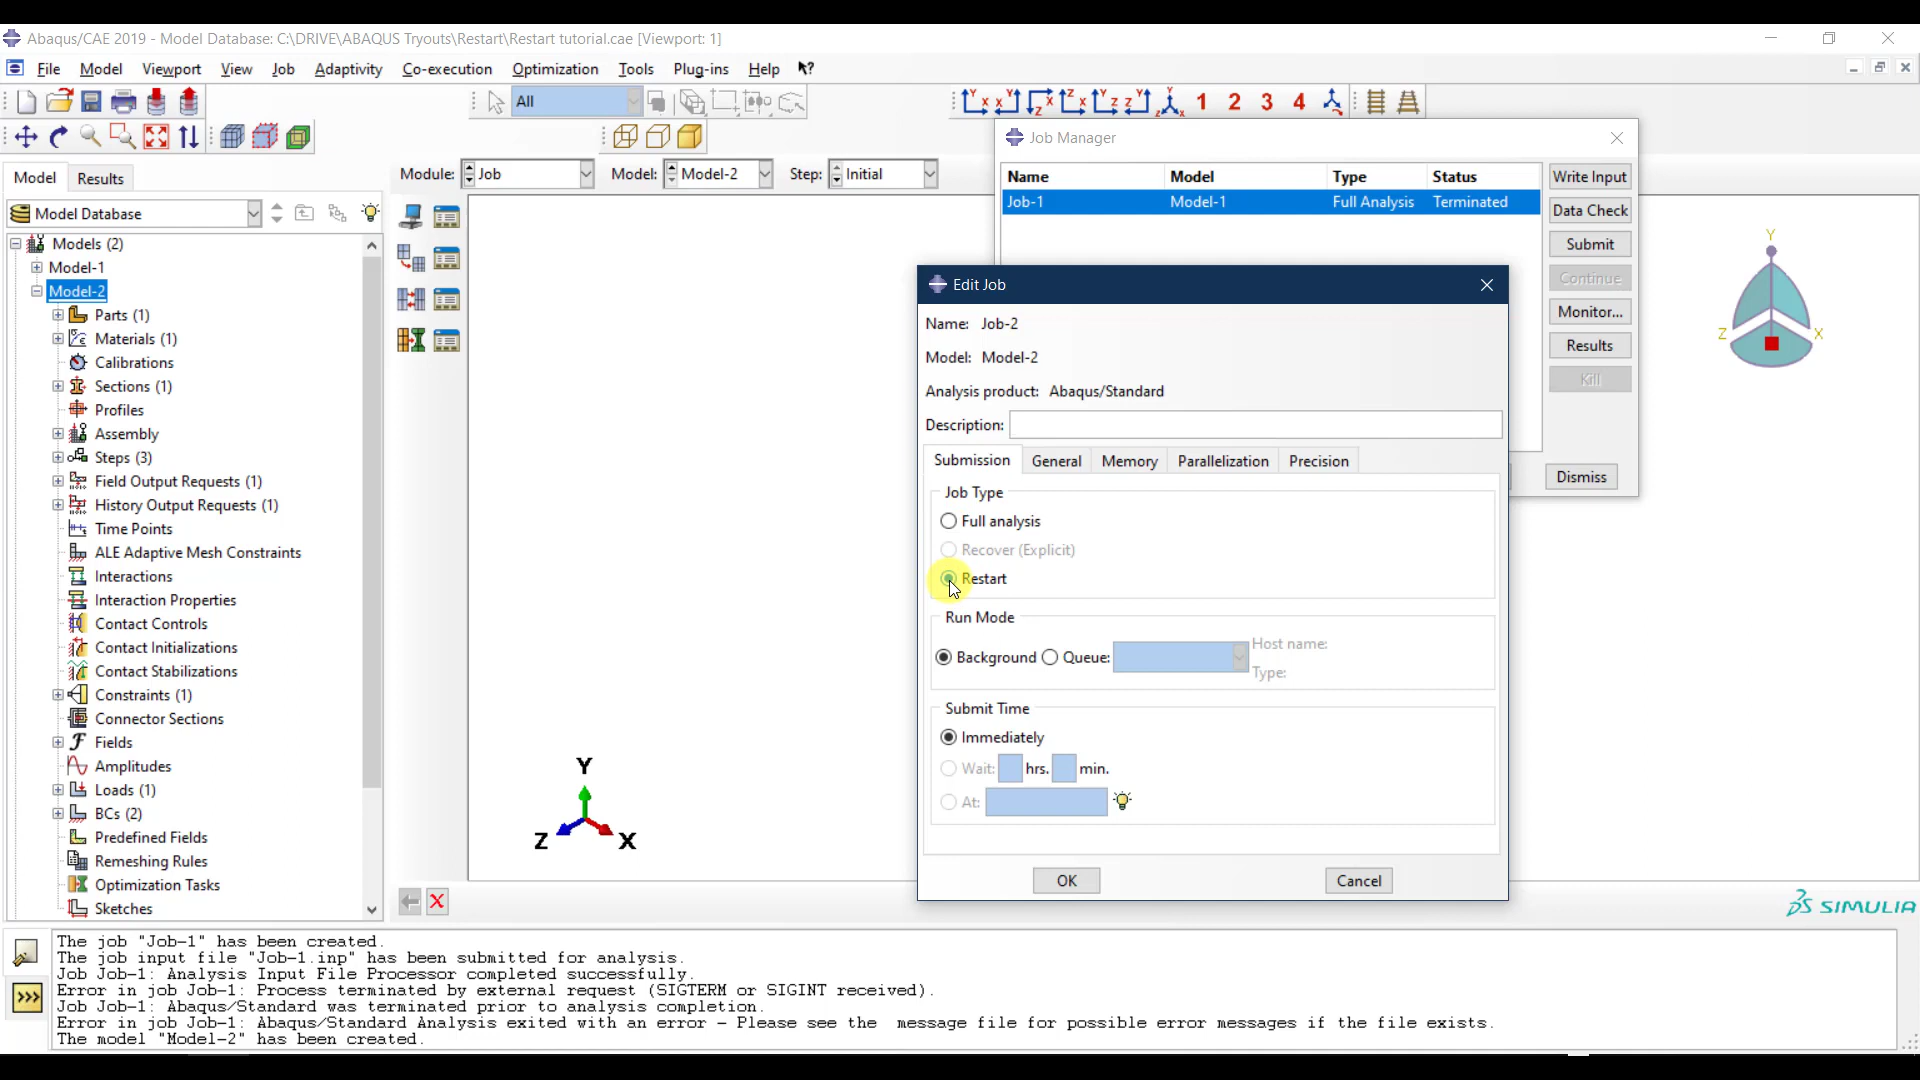 Abaqus/CAE 2019 - Model Database: C:\DRIVE\ABAQUS Tryouts\Restart\Restart tutorial.cae [Viewport: 1]
File Model Viewport View Job Adaptivity Co-execution Optimization Tools Plug-ins Help
All
1 2 3 4
Model Results
Module: Job Model: Model-2 Step: Initial
Model Database
Models (2)
Model-1
Model-2
Parts (1)
Materials (1)
Calibrations
Sections (1)
Profiles
Assembly
Steps (3)
Field Output Requests (1)
History Output Requests (1)
Time Points
ALE Adaptive Mesh Constraints
Interactions
Interaction Properties
Contact Controls
Contact Initializations
Contact Stabilizations
Constraints (1)
Connector Sections
Fields
Amplitudes
Loads (1)
BCs (2)
Predefined Fields
Remeshing Rules
Optimization Tasks
Sketches
Y
Z X
Job Manager
Name Model Type Status
Job-1 Model-1 Full Analysis Terminated
Write Input
Data Check
Submit
Continue
Monitor...
Results
Kill
Dismiss
Y
Z X
Edit Job
Name: Job-2
Model: Model-2
Analysis product: Abaqus/Standard
Description:
Submission General Memory Parallelization Precision
Job Type
Full analysis
Recover (Explicit)
Restart
Run Mode
Background Queue: Host name:
Type:
Submit Time
Immediately
Wait: hrs. min.
At:
OK Cancel
SIMULIA
The job "Job-1" has been created.
The job input file "Job-1.inp" has been submitted for analysis.
Job Job-1: Analysis Input File Processor completed successfully.
Error in job Job-1: Process terminated by external request (SIGTERM or SIGINT received).
Job Job-1: Abaqus/Standard was terminated prior to analysis completion.
Error in job Job-1: Abaqus/Standard Analysis exited with an error - Please see the message file for possible error messages if the file exists.
The model "Model-2" has been created.